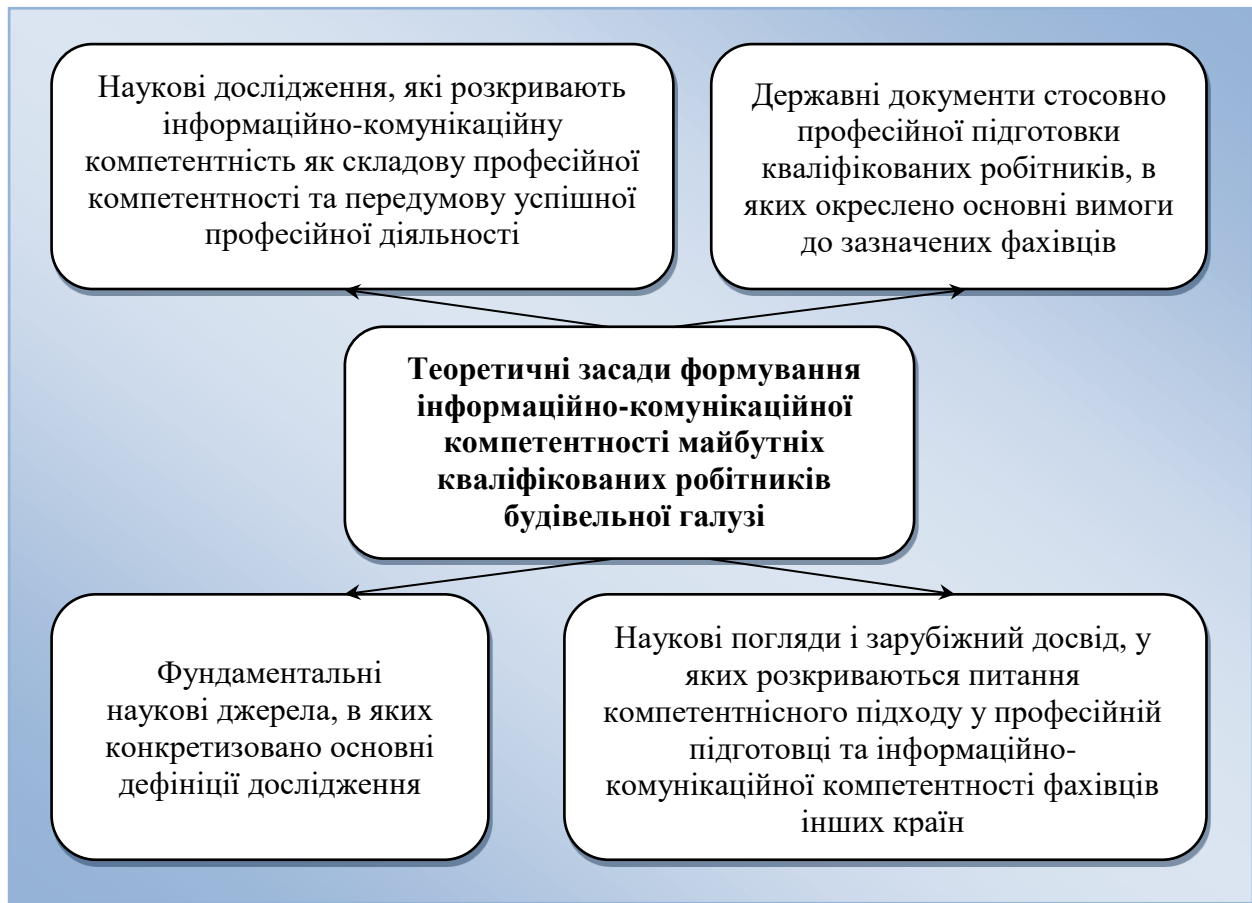 Наукові дослідження, які розкривають
інформаційно-комунікаційну
компетентність як складову професійної
компетентності та передумову успішної
професійної діяльності
Державні документи стосовно
професійної підготовки
кваліфікованих робітників, в
яких окреслено основні вимоги
до зазначених фахівців
Теоретичні засади формування
інформаційно-комунікаційної
компетентності майбутніх
кваліфікованих робітників
будівельної галузі
Фундаментальні
наукові джерела, в яких
конкретизовано основні
дефініції дослідження
Наукові погляди і зарубіжний досвід, у
яких розкриваються питання
компетентнісного підходу у професійній
підготовці та інформаційно-
комунікаційної компетентності фахівців
інших країн